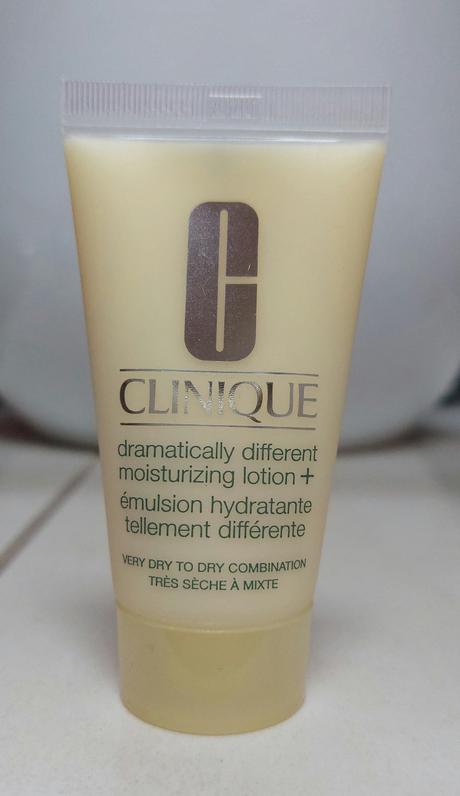 C
CLINIQUE
dramatically different
moisturizing lotion +
émulsion hydratante
tellement différente
VERY DRY TO DRY COMBINATION
TRÈS SÈCHE À MIXTE